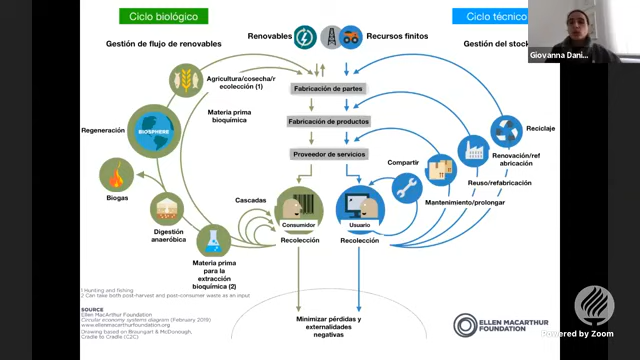 Ciclo biológico
Ciclo técnico
Gestión de flujo de renovables
Renovables
Recursos finitos
Gestión del stock
Giovanna Dani...
Agricultura/cosecha/r
ecolección (1)
Fabricación de partes
Materia prima
bioquímica
Fabricación de productos
Regeneración
BIOSPHERE
Reciclaje
Proveedor de servicios
Renovación/ref
abricación
Compartir
Reuso/refabricación
Biogas
Mantenimiento/prolongar
Cascadas
Consumidor
Usuario
Digestión
anaeróbica
Recolección
Recolección
Materia prima
para la
extracción
bioquímica (2)
1 Hunting and fishing
2 Can take both post-harvest and post-consumer waste as an input
SOURCE
Ellen MacArthur Foundation
Circular economy systems diagram (February 2019)
www.ellenmacarthurfoundation.org
Drawing based on Braungart & McDonough,
Cradle to Cradle (C2C)
Minimizar pérdidas y
externalidades
negativas
ELLEN MACARTHUR
FOUNDATION
Powered by Zoom